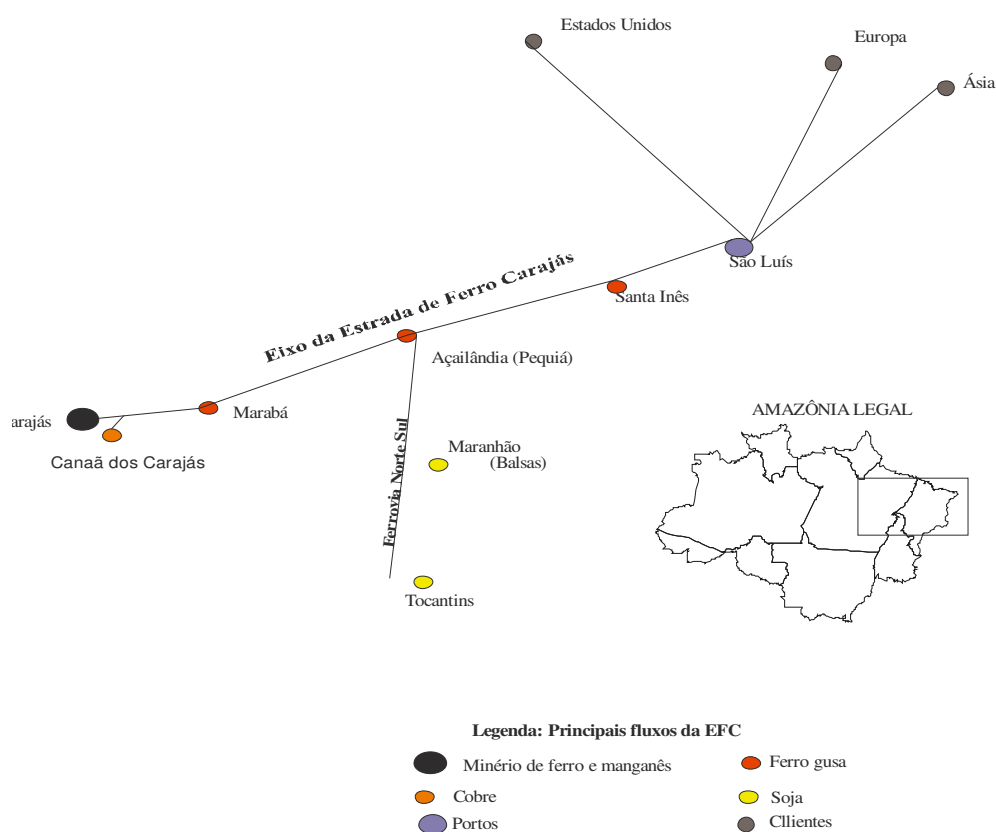 Estados Unidos
Europa
Ásia
São Luís
Eixo da Estrada de Ferro Carajás
Santa Inês
Açailândia (Pequiá)
Marabá
arajás
Canaã dos Carajás
Ferrovia Norte Sul
Maranhão
(Balsas)
Tocantins
AMAZÔNIA LEGAL
Legenda: Principais fluxos da EFC
Minério de ferro e manganês
Ferro gusa
Cobre
Soja
Portos
Cllientes